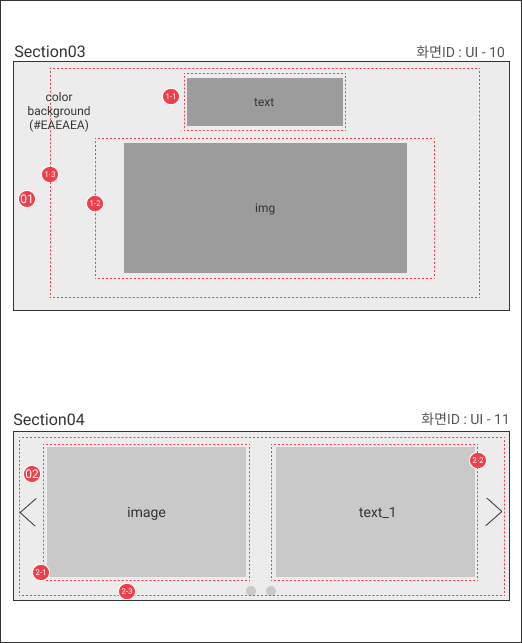 Section03
화면ID : UI - 10
color
background
(#EAEAEA)
1-1
text
1-3
01
1-2
img
Section04
화면ID : UI - 11
2-2
02
image
text_1
2-1
2-3